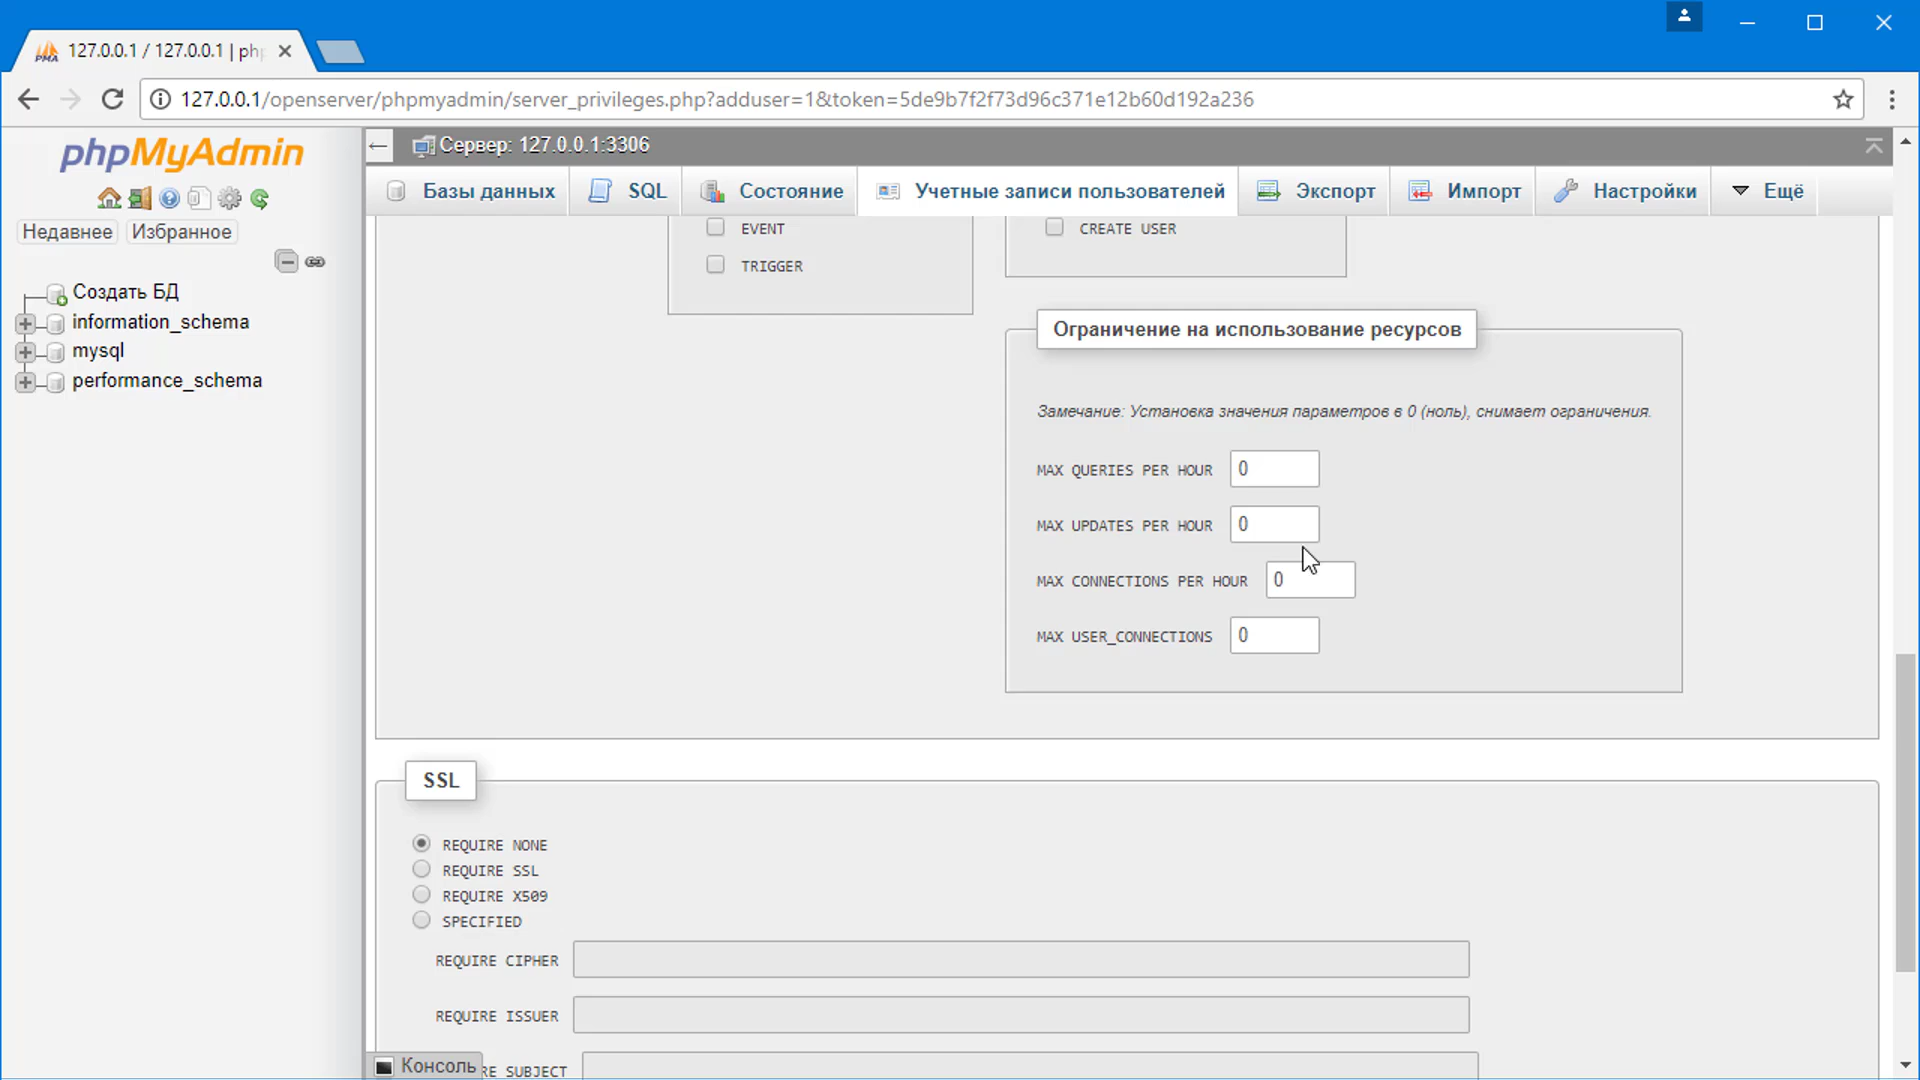 127.0.0.1 / 127.0.0.1 | php
127.0.0.1/openserver/phpmyadmin/server_privileges.php?adduser=1&token=5de9b7f2f73d96c371e12b60d192a236
phpMyAdmin
Недавнее Избранное
Создать БД
information_schema
mysql
performance_schema
Сервер: 127.0.0.1:3306
Базы данных SQL Состояние Учетные записи пользователей Экспорт Импорт Настройки Ещё
EVENT
TRIGGER
CREATE USER
Ограничение на использование ресурсов
Замечание: Установка значения параметров в 0 (ноль), снимает ограничения.
MAX QUERIES PER HOUR 0
MAX UPDATES PER HOUR 0
MAX CONNECTIONS PER HOUR 0
MAX USER_CONNECTIONS 0
SSL
REQUIRE NONE
REQUIRE SSL
REQUIRE X509
SPECIFIED
REQUIRE CIPHER
REQUIRE ISSUER
RE SUBJECT
Консоль